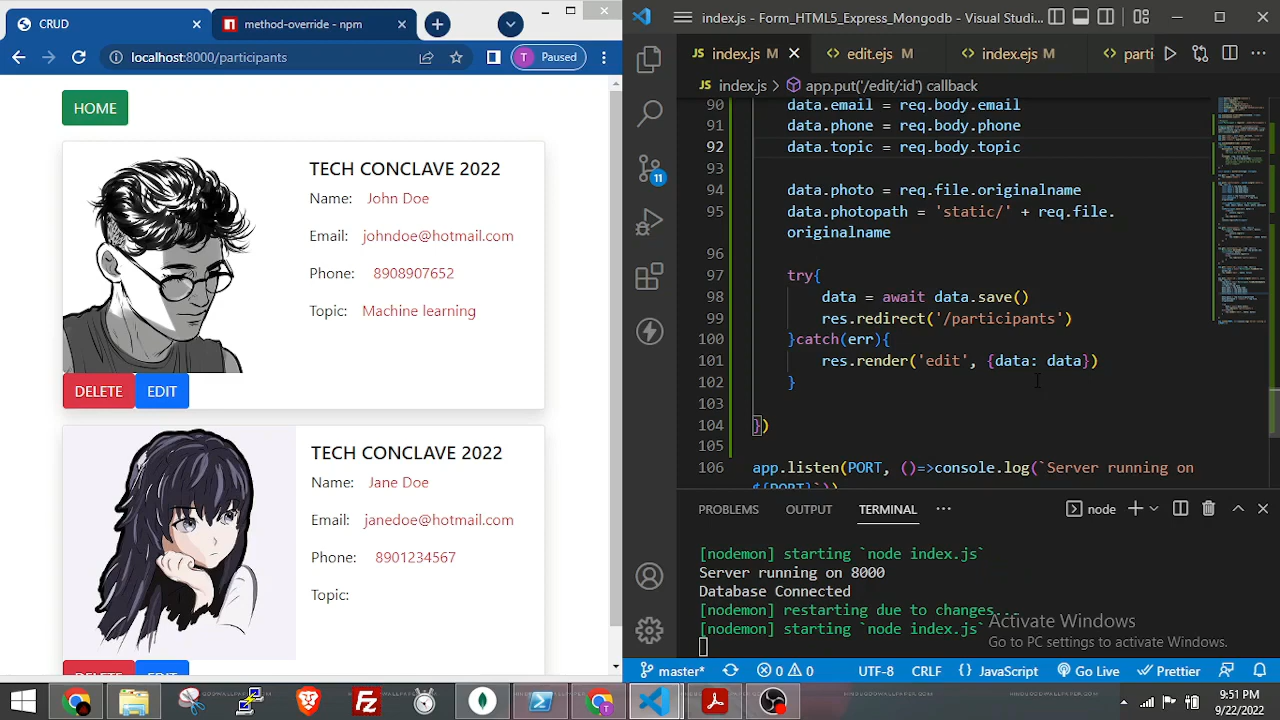 CRUD
method-override - npm
localhost:8000/participants
T Paused
HOME
TECH CONCLAVE 2022
Name: John Doe
Email: johndoe@hotmail.com
Phone: 8908907652
Topic: Machine learning
DELETE EDIT
TECH CONCLAVE 2022
Name: Jane Doe
Email: janedoe@hotmail.com
Phone: 8901234567
Topic:
DELETE EDIT
JS index.js M
edit.ejs M
index.ejs M
parti
JS index.js > app.put('/edit/:id') callback
90 data.email = req.body.email
91 data.phone = req.body.phone
92 data.topic = req.body.topic
93
94 data.photo = req.file.originalname
95 data.photopath = 'static/' + req.file.
originalname
96
97 try{
98 data = await data.save()
99 res.redirect('/participants')
100 }catch(err){
101 res.render('edit', {data: data})
102 }
103
104 })
105
106 app.listen(PORT, ()=>console.log(`Server running on
${PORT}`))
11
PROBLEMS OUTPUT TERMINAL ··· node
[nodemon] starting `node index.js`
Server running on 8000
Database Connected
[nodemon] restarting due to changes...
[nodemon] starting `node index.js`
Activate Windows
Go to PC settings to activate Windows.
master* 0 0 UTF-8 CRLF {} JavaScript Go Live Prettier
9:51 PM
9/22/2022